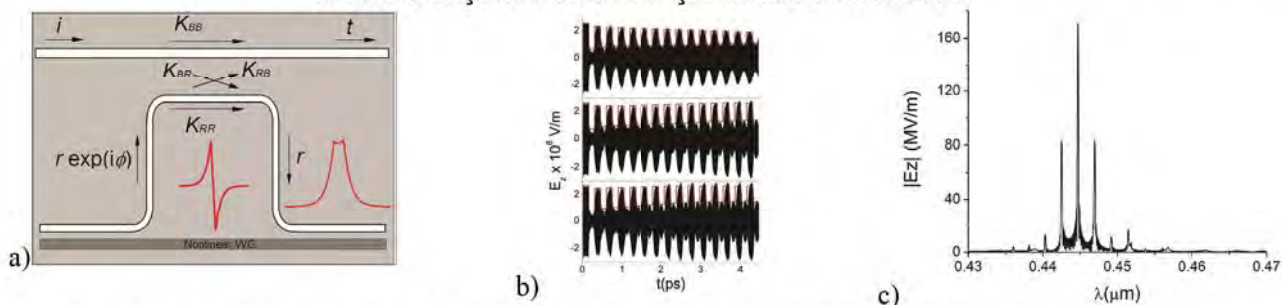 i
K_BB
t
K_BR
K_RB
K_RR
r exp(iϕ)
r
Nonlinear WG
a)
E_z x 10^8 V/m
2
0
-2
2
0
-2
2
0
-2
0 1 2 3 4
t(ps)
b)
|Ez| (MV/m)
160
120
80
40
0
0.43 0.44 0.45 0.46 0.47
λ(μm)
c)